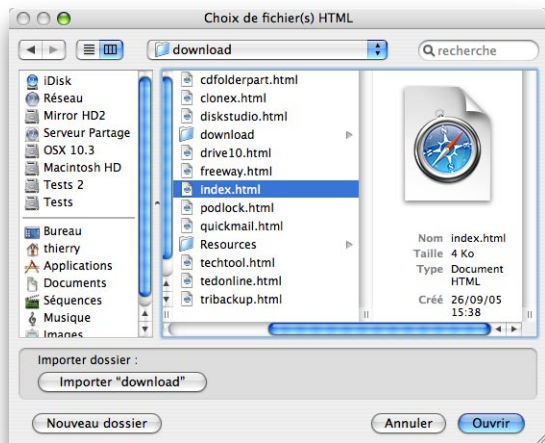 Choix de fichier(s) HTML
download
recherche
iDisk
Réseau
Mirror HD2
Serveur Partage
OSX 10.3
Macintosh HD
Tests 2
Tests
Bureau
thierry
Applications
Documents
Séquences
Musique
Images
cdfolderpart.html
clonex.html
diskstudio.html
download
drive10.html
freeway.html
index.html
podlock.html
quickmail.html
Resources
techtool.html
tedonline.html
tribackup.html
Nom index.html
Taille 4 Ko
Type Document
HTML
Créé 26/09/05
15:38
Importer dossier :
Importer “download”
Nouveau dossier
Annuler
Ouvrir